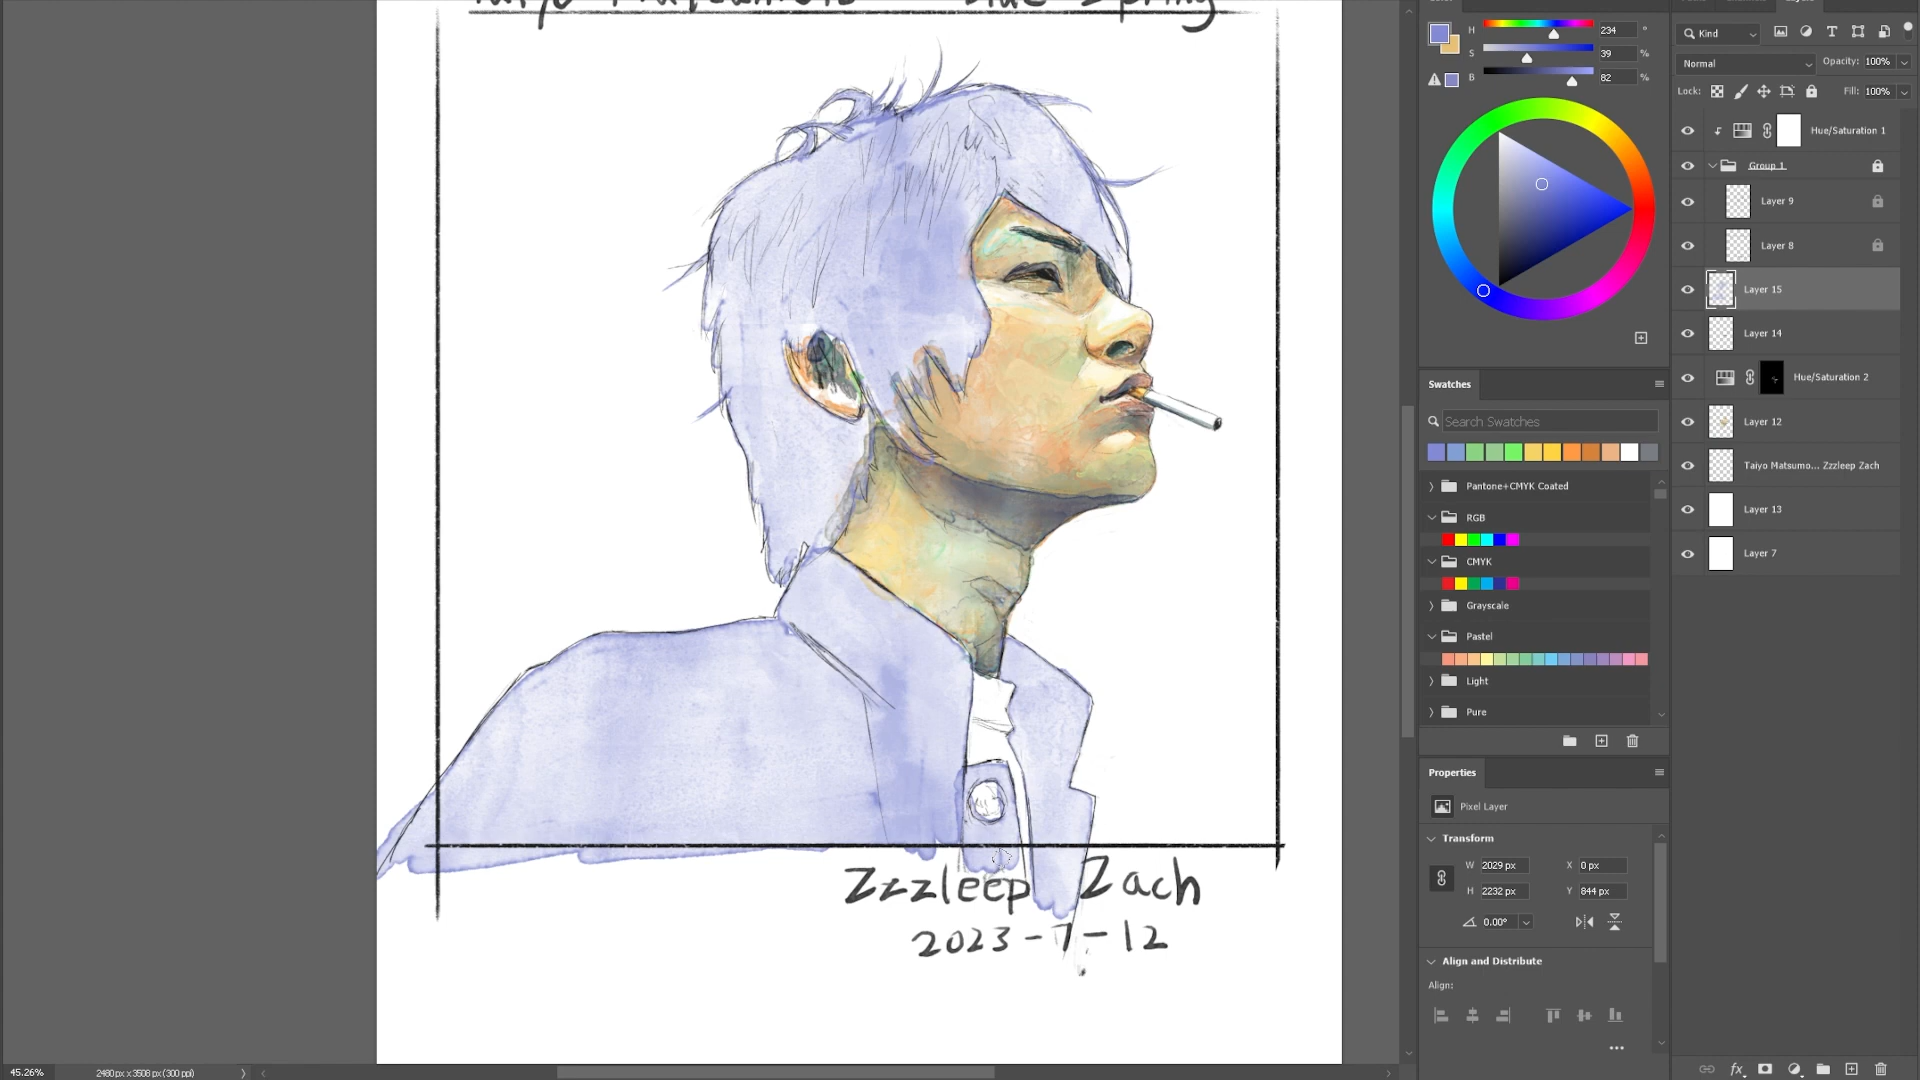 H 234 °
S 39 %
B 82 %
Kind
Normal Opacity: 100%
Lock: Fill: 100%
Hue/Saturation 1
Group 1
Layer 9
Layer 8
Layer 15
Layer 14
Hue/Saturation 2
Layer 12
Taiyo Matsumo... Zzzleep Zach
Layer 13
Layer 7
Swatches
Search Swatches
Pantone+CMYK Coated
RGB
CMYK
Grayscale
Pastel
Light
Pure
Properties
Pixel Layer
Transform
W 2029 px X 0 px
H 2232 px Y 844 px
0.00°
Align and Distribute
Align:
Zzzleep Zach
2023-7-12
45.26% 2480 px x 3508 px (300 ppi)
fx